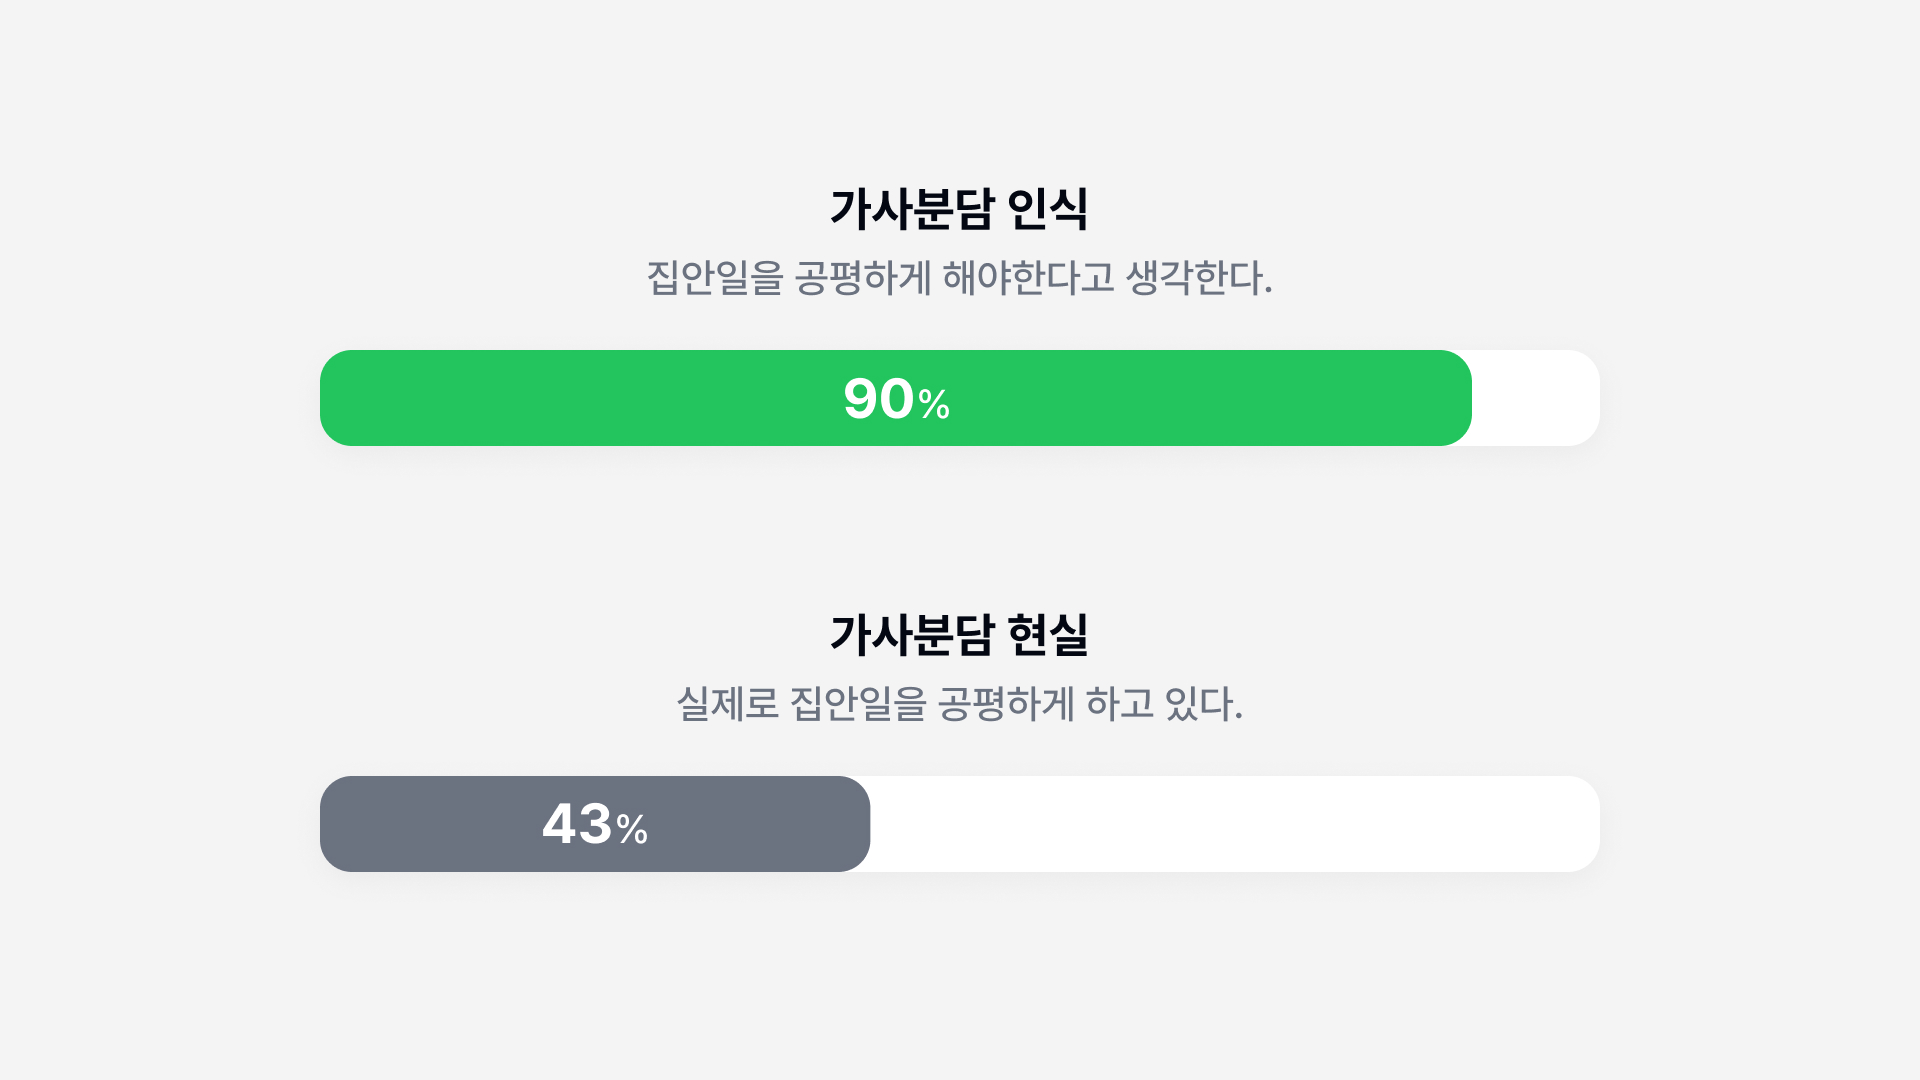 가사분담 인식
집안일을 공평하게 해야한다고 생각한다.
90%
가사분담 현실
실제로 집안일을 공평하게 하고 있다.
43%